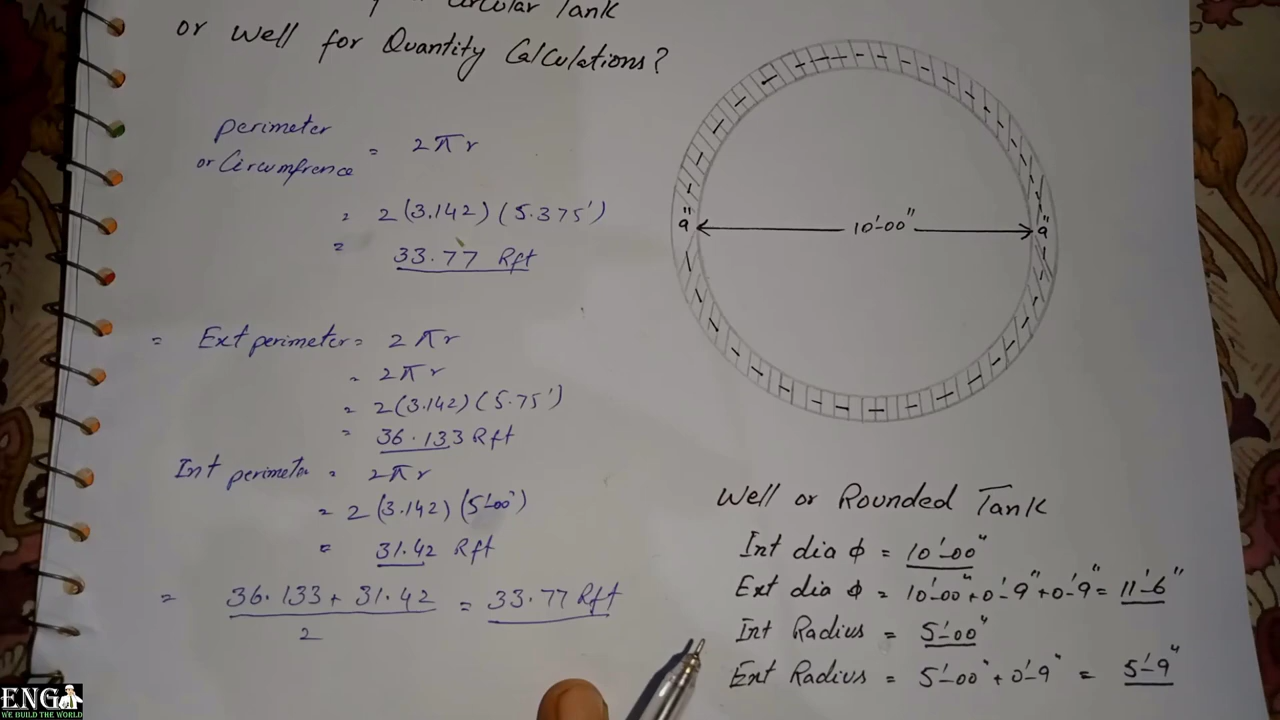 Circular Tank
or Well for Quantity Calculations?
perimeter
or Circumfrence = 2πr
= 2(3.142)(5.375')
= 33.77 Rft
= Ext perimeter = 2πr
= 2πr
= 2(3.142)(5.75')
= 36.133 Rft
Int perimeter = 2πr
= 2(3.142)(5'-00")
= 31.42 Rft
= 36.133 + 31.42 = 33.77 Rft
2
9" 10'-00" 9"
Well or Rounded Tank
Int dia φ = 10'-00"
Ext dia φ = 10'-00"+0'-9"+0'-9" = 11'-6"
Int Radius = 5'-00"
Ext Radius = 5'-00"+0'-9" = 5'-9"
ENG
WE BUILD THE WORLD